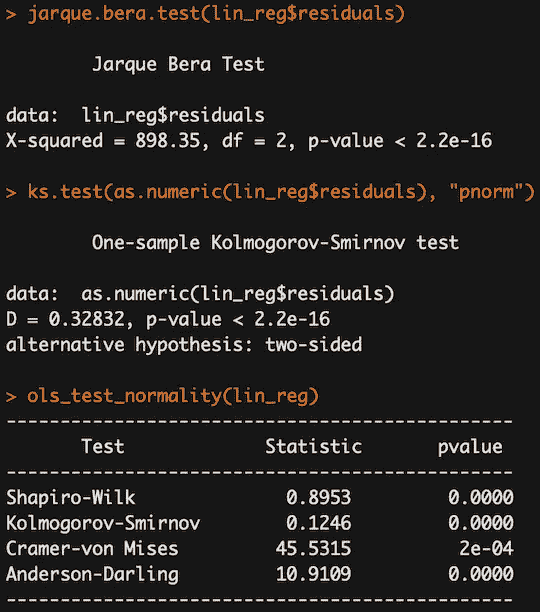 > jarque.bera.test(lin_reg$residuals)
Jarque Bera Test
data:  lin_reg$residuals
X-squared = 898.35, df = 2, p-value < 2.2e-16
> ks.test(as.numeric(lin_reg$residuals), "pnorm")
One-sample Kolmogorov-Smirnov test
data:  as.numeric(lin_reg$residuals)
D = 0.32832, p-value < 2.2e-16
alternative hypothesis: two-sided
> ols_test_normality(lin_reg)
-----------------------------------------------
Test             Statistic       pvalue
-----------------------------------------------
Shapiro-Wilk              0.8953         0.0000
Kolmogorov-Smirnov        0.1246         0.0000
Cramer-von Mises         45.5315          2e-04
Anderson-Darling         10.9109         0.0000
-----------------------------------------------